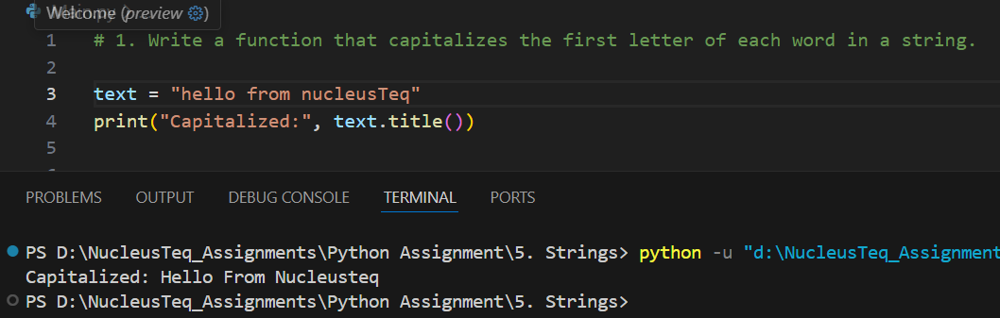 Welcome (preview)
1 # 1. Write a function that capitalizes the first letter of each word in a string.
2
3 text = "hello from nucleusTeq"
4 print("Capitalized:", text.title())
5
PROBLEMS OUTPUT DEBUG CONSOLE TERMINAL PORTS
PS D:\NucleusTeq_Assignments\Python Assignment\5. Strings> python -u "d:\NucleusTeq_Assignment
Capitalized: Hello From Nucleusteq
PS D:\NucleusTeq_Assignments\Python Assignment\5. Strings>